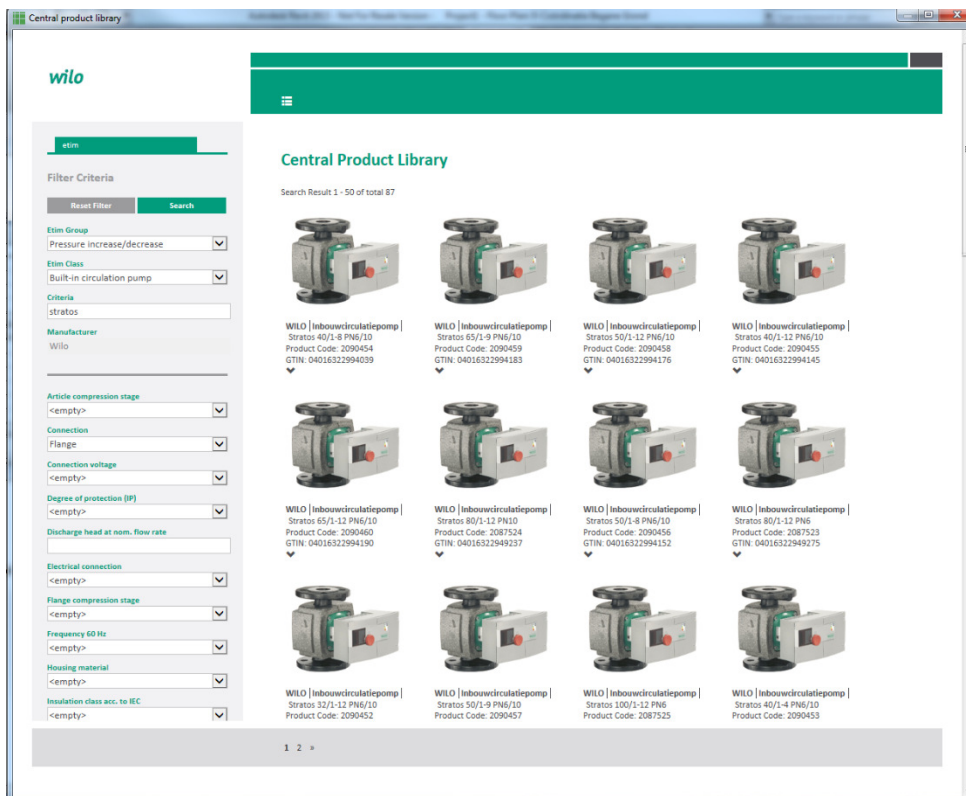 Central product library
wilo
etim
Filter Criteria
Reset Filter
Search
Etim Group
Pressure increase/decrease
Etim Class
Built-in circulation pump
Criteria
stratos
Manufacturer
Wilo
Article compression stage
<empty>
Connection
Flange
Connection voltage
<empty>
Degree of protection (IP)
<empty>
Discharge head at nom. flow rate
Electrical connection
<empty>
Flange compression stage
<empty>
Frequency 60 Hz
<empty>
Housing material
<empty>
Insulation class acc. to IEC
<empty>
Central Product Library
Search Result 1 - 50 of total 87
WILO | Inbouwcirculatiepomp |
Stratos 40/1-8 PN6/10
Product Code: 2090454
GTIN: 04016322994039
WILO | Inbouwcirculatiepomp |
Stratos 65/1-9 PN6/10
Product Code: 2090459
GTIN: 04016322994183
WILO | Inbouwcirculatiepomp |
Stratos 50/1-12 PN6/10
Product Code: 2090458
GTIN: 04016322994176
WILO | Inbouwcirculatiepomp |
Stratos 40/1-12 PN6/10
Product Code: 2090455
GTIN: 04016322994145
WILO | Inbouwcirculatiepomp |
Stratos 65/1-12 PN6/10
Product Code: 2090460
GTIN: 04016322994190
WILO | Inbouwcirculatiepomp |
Stratos 80/1-12 PN10
Product Code: 2087524
GTIN: 04016322949237
WILO | Inbouwcirculatiepomp |
Stratos 50/1-8 PN6/10
Product Code: 2090456
GTIN: 04016322994152
WILO | Inbouwcirculatiepomp |
Stratos 80/1-12 PN6
Product Code: 2087523
GTIN: 04016322949275
WILO | Inbouwcirculatiepomp |
Stratos 32/1-12 PN6/10
Product Code: 2090452
WILO | Inbouwcirculatiepomp |
Stratos 50/1-9 PN6/10
Product Code: 2090457
WILO | Inbouwcirculatiepomp |
Stratos 100/1-12 PN6
Product Code: 2087525
WILO | Inbouwcirculatiepomp |
Stratos 40/1-4 PN6/10
Product Code: 2090453
1 2 »